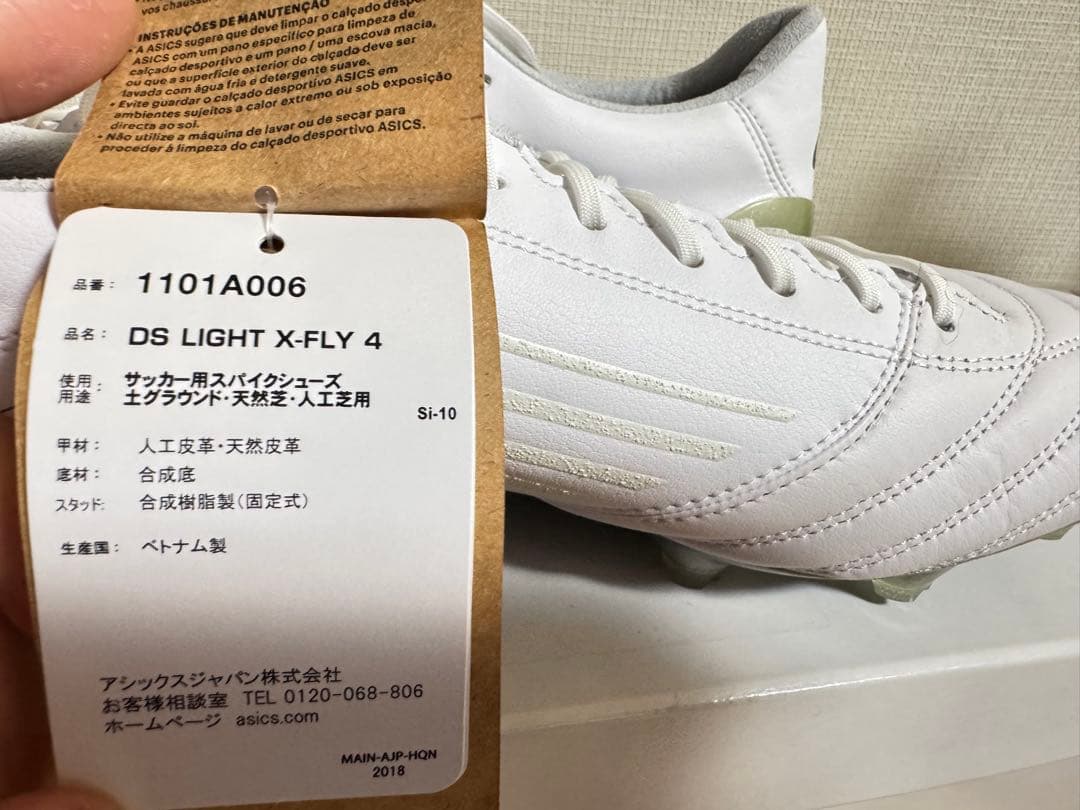 vos chaussu
INSTRUÇÕES DE MANUTENÇÃO
• A ASICS sugere que deve limpar o calçado
ASICS com um pano específico para limpeza de
calçado desportivo e um pano / uma escova macia,
ou que a superfície exterior do calçado deve ser
lavada com água fria e detergente suave.
• Evite guardar o calçado desportivo ASICS em
ambientes sujeitos a calor extremo ou sob exposição
directa ao sol.
• Não utilize a máquina de lavar ou de secar para
proceder à limpeza do calçado desportivo ASICS.
品番: 1101A006
品名: DS LIGHT X-FLY 4
使用用途: サッカー用スパイクシューズ
土グラウンド・天然芝・人工芝用
Si-10
甲材: 人工皮革・天然皮革
底材: 合成底
スタッド: 合成樹脂製(固定式)
生産国: ベトナム製
アシックスジャパン株式会社
お客様相談室 TEL 0120-068-806
ホームページ asics.com
MAIN-AJP-HQN
2018